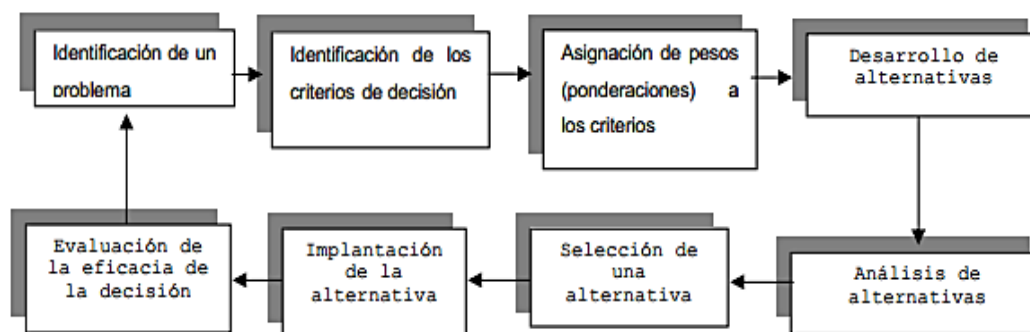 Identificación de un
problema
Identificación de los
criterios de decisión
Asignación de pesos
(ponderaciones) a
los criterios
Desarrollo de
alternativas
Análisis de
alternativas
Selección de
una
alternativa
Implantación
de la
alternativa
Evaluación de
la eficacia de
la decisión